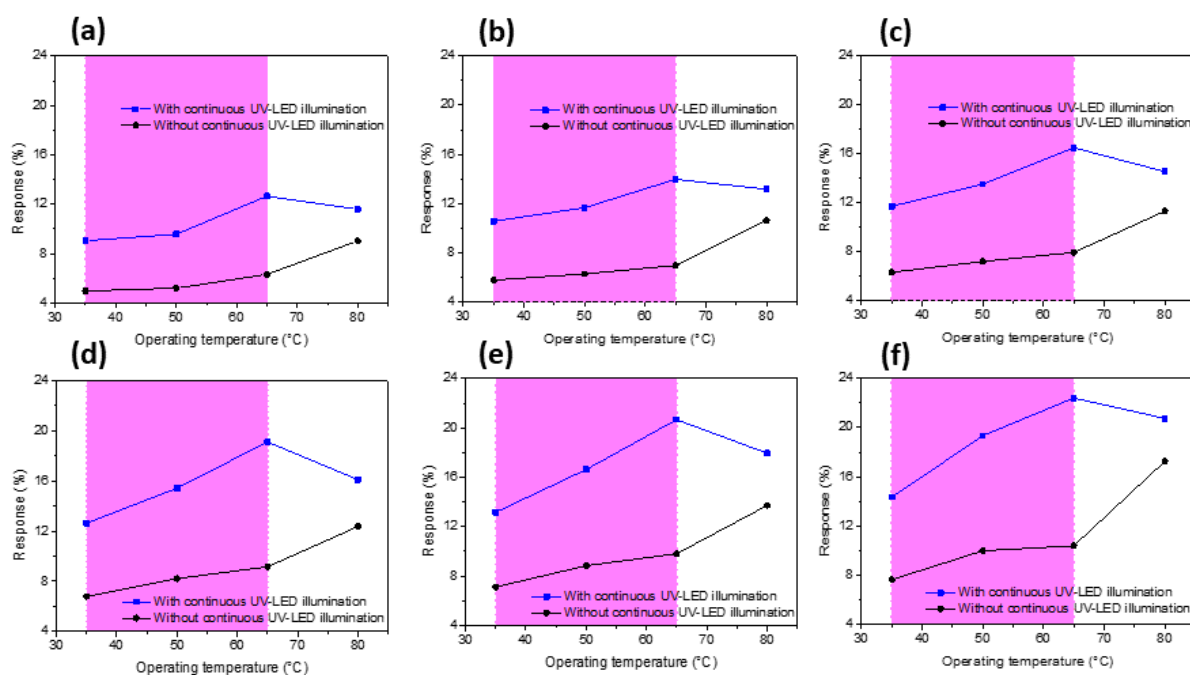 (a)
24
20
16
12
8
4
Response (%)
With continuous UV-LED illumination
Without continuous UV-LED illumination
30 40 50 60 70 80
Operating temperature (°C)
(b)
24
20
16
12
8
4
Response (%)
With continuous UV-LED illumination
Without continuous UV-LED illumination
30 40 50 60 70 80
Operating temperature (°C)
(c)
24
20
16
12
8
4
Response (%)
With continuous UV-LED illumination
Without continuous UV-LED illumination
30 40 50 60 70 80
Operating temperature (°C)
(d)
24
20
16
12
8
4
Response (%)
With continuous UV-LED illumination
Without continuous UV-LED illumination
30 40 50 60 70 80
Operating temperature (°C)
(e)
24
20
16
12
8
4
Response (%)
With continuous UV-LED illumination
Without continuous UV-LED illumination
30 40 50 60 70 80
Operating temperature (°C)
(f)
24
20
16
12
8
4
Response (%)
With continuous UV-LED illumination
Without continuous UV-LED illumination
30 40 50 60 70 80
Operating temperature (°C)